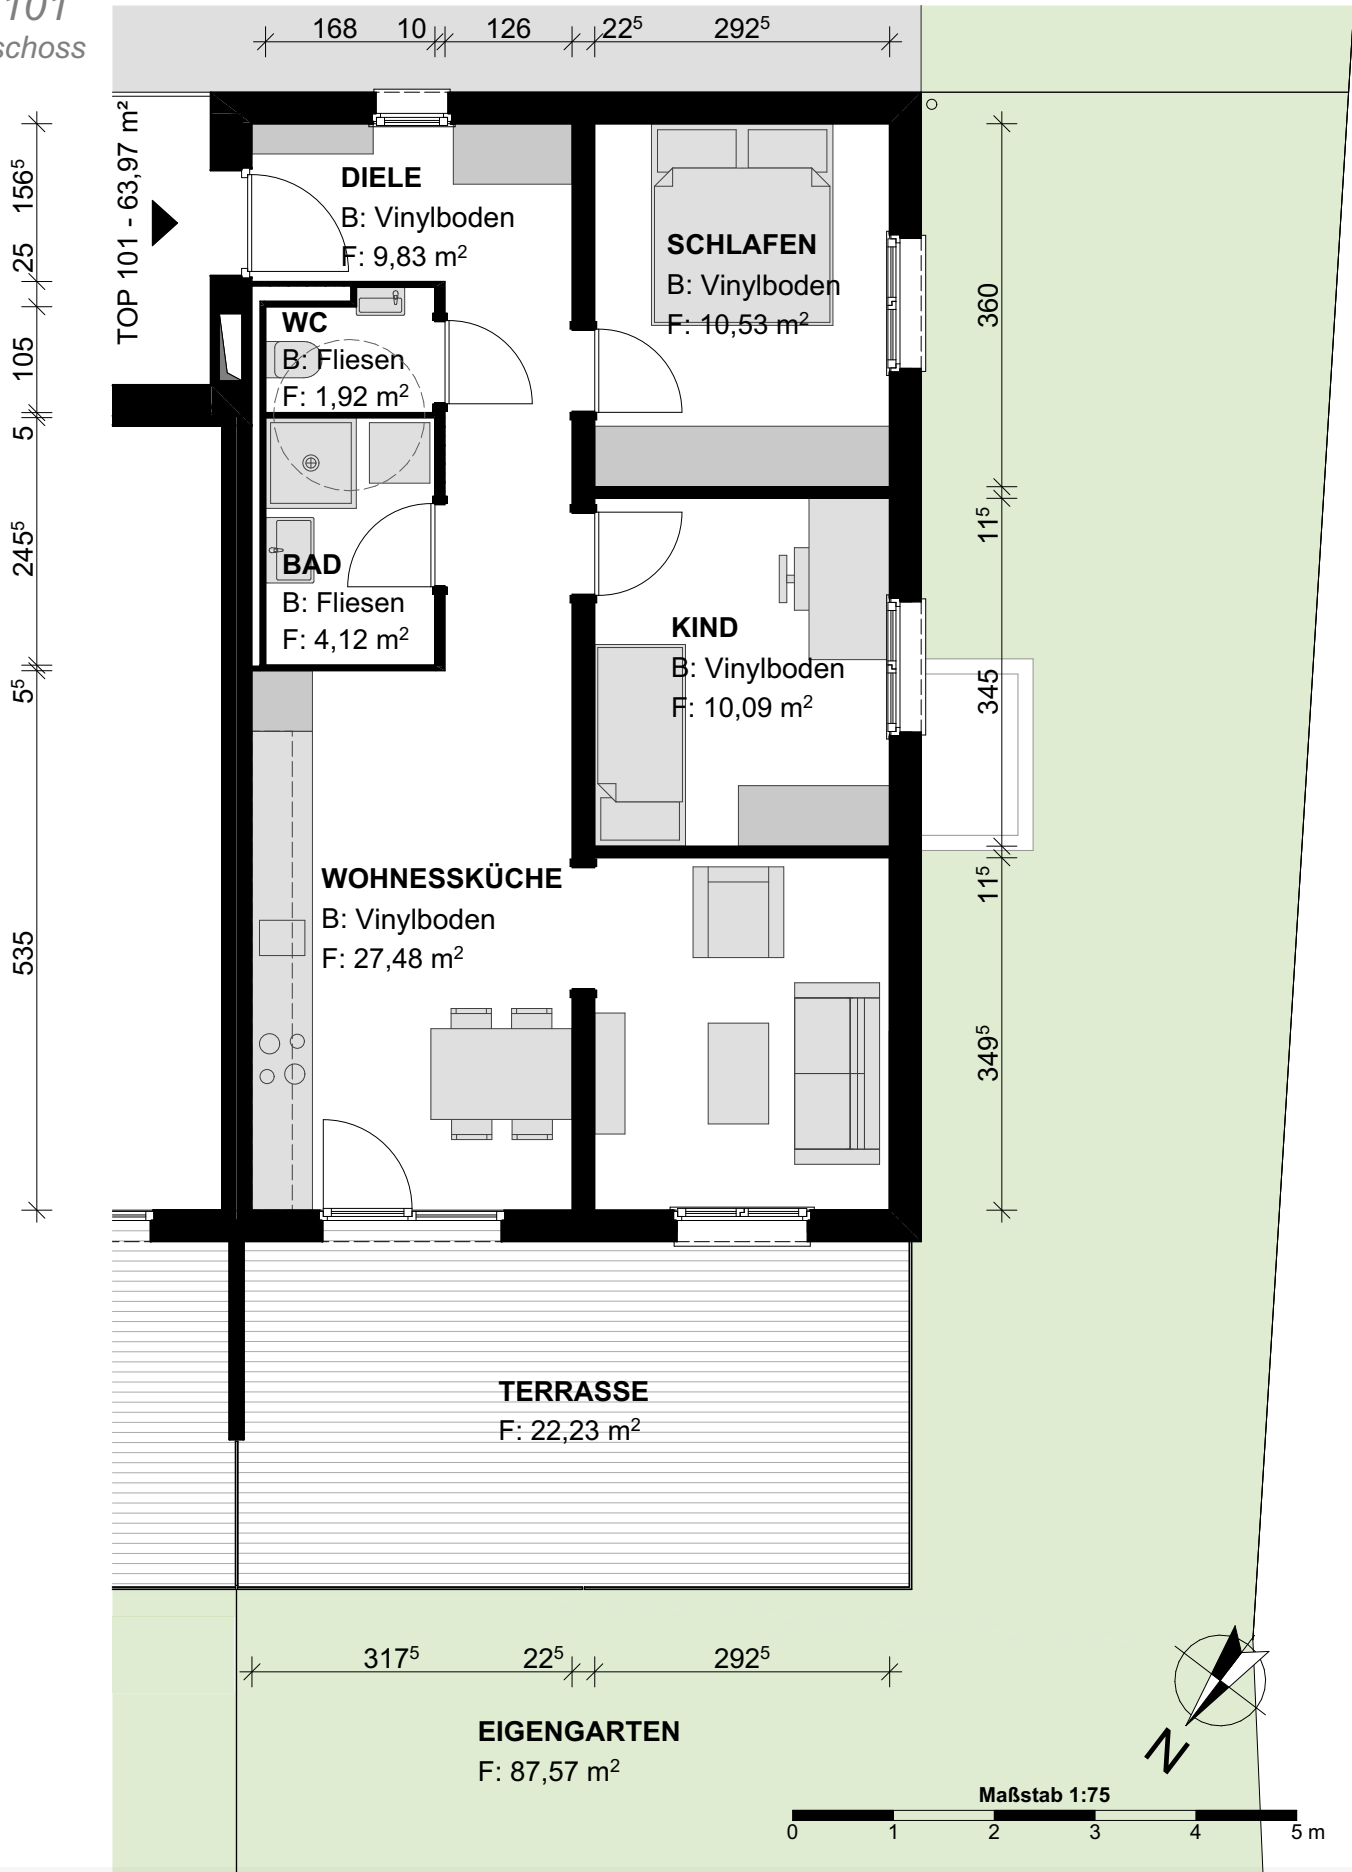 101
schoss
168 10 126 22⁵ 292⁵
TOP 101 - 63,97 m²
156⁵
25
105
5
245⁵
5⁵
535
DIELE
B: Vinylboden
F: 9,83 m²
SCHLAFEN
B: Vinylboden
F: 10,53 m²
WC
B: Fliesen
F: 1,92 m²
BAD
B: Fliesen
F: 4,12 m²
KIND
B: Vinylboden
F: 10,09 m²
WOHNESSKÜCHE
B: Vinylboden
F: 27,48 m²
360
11⁵
345
11⁵
349⁵
TERRASSE
F: 22,23 m²
317⁵ 22⁵ 292⁵
EIGENGARTEN
F: 87,57 m²
N
Maßstab 1:75
0 1 2 3 4 5 m